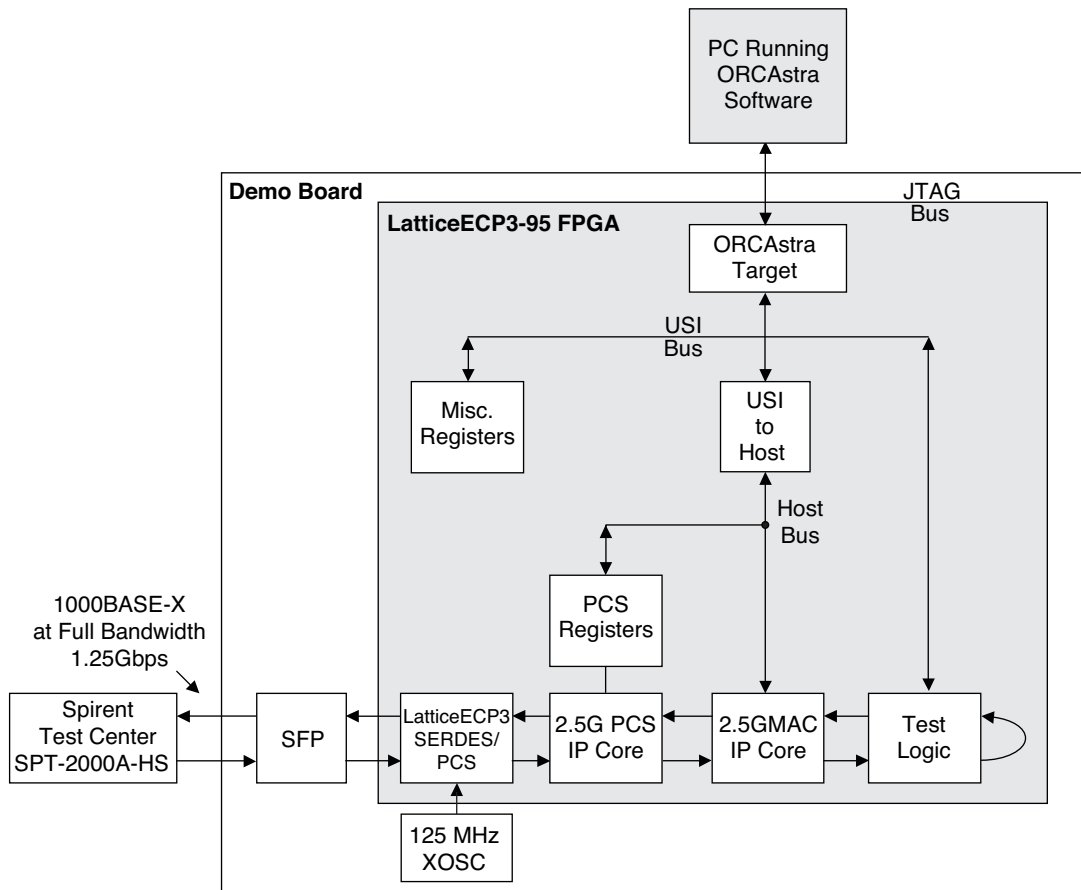 PC Running
ORCAstra
Software
Demo Board
JTAG
Bus
LatticeECP3-95 FPGA
ORCAstra
Target
USI
Bus
Misc.
Registers
USI
to
Host
Host
Bus
PCS
Registers
1000BASE-X
at Full Bandwidth
1.25Gbps
Spirent
Test Center
SPT-2000A-HS
SFP
LatticeECP3
SERDES/
PCS
2.5G PCS
IP Core
2.5GMAC
IP Core
Test
Logic
125 MHz
XOSC